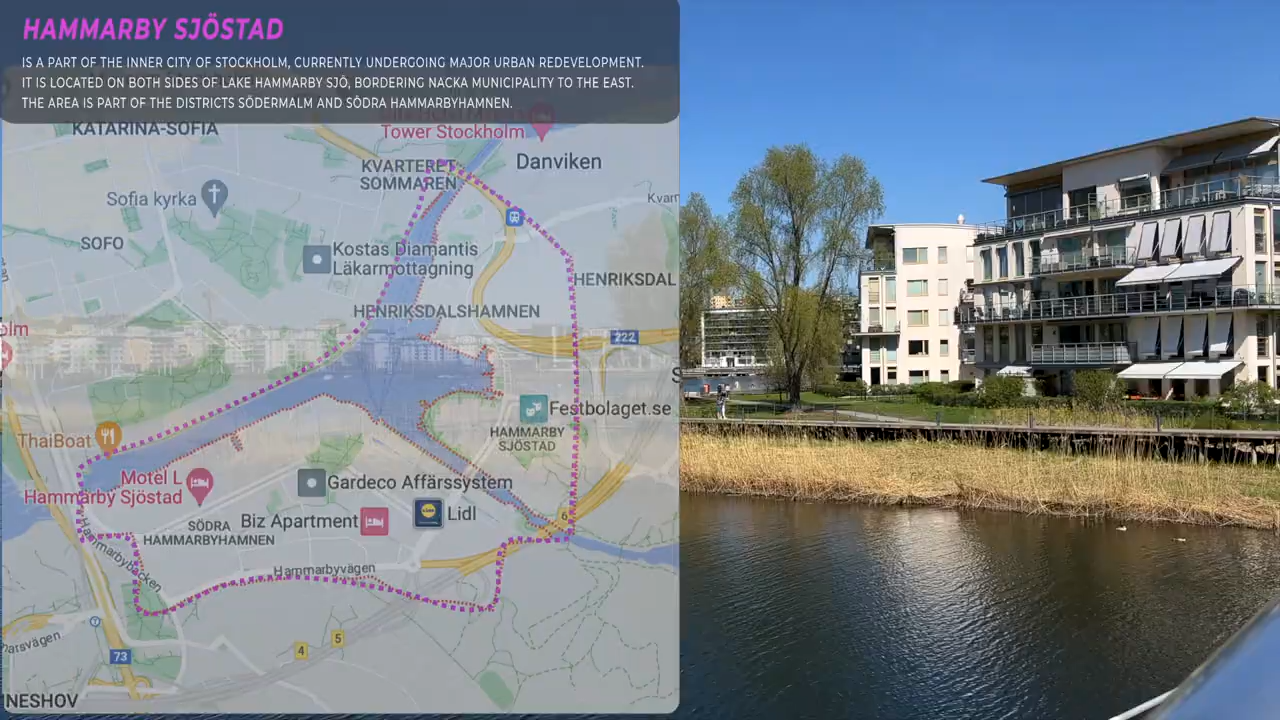 HAMMARBY SJÖSTAD
IS A PART OF THE INNER CITY OF STOCKHOLM, CURRENTLY UNDERGOING MAJOR URBAN REDEVELOPMENT.
IT IS LOCATED ON BOTH SIDES OF LAKE HAMMARBY SJÖ, BORDERING NACKA MUNICIPALITY TO THE EAST.
THE AREA IS PART OF THE DISTRICTS SÖDERMALM AND SÖDRA HAMMARBYHAMNEN.
KATARINA-SOFIA
Tower Stockholm
Danviken
KVARTERET
SOMMAREN
Sofia kyrka
Kvarn
SOFO
Kostas Diamantis
Läkarmottagning
HENRIKSDAL
HENRIKSDALSHAMNEN
olm
222
S
Festbolaget.se
ThaiBoat
HAMMARBY
SJÖSTAD
Motel L
Hammarby Sjöstad
Gardeco Affärssystem
Biz Apartment
Lidl
SÖDRA
HAMMARBYHAMNEN
Hammarbybacken
Hammarbyvägen
marsvägen
5
4
73
NESHOV